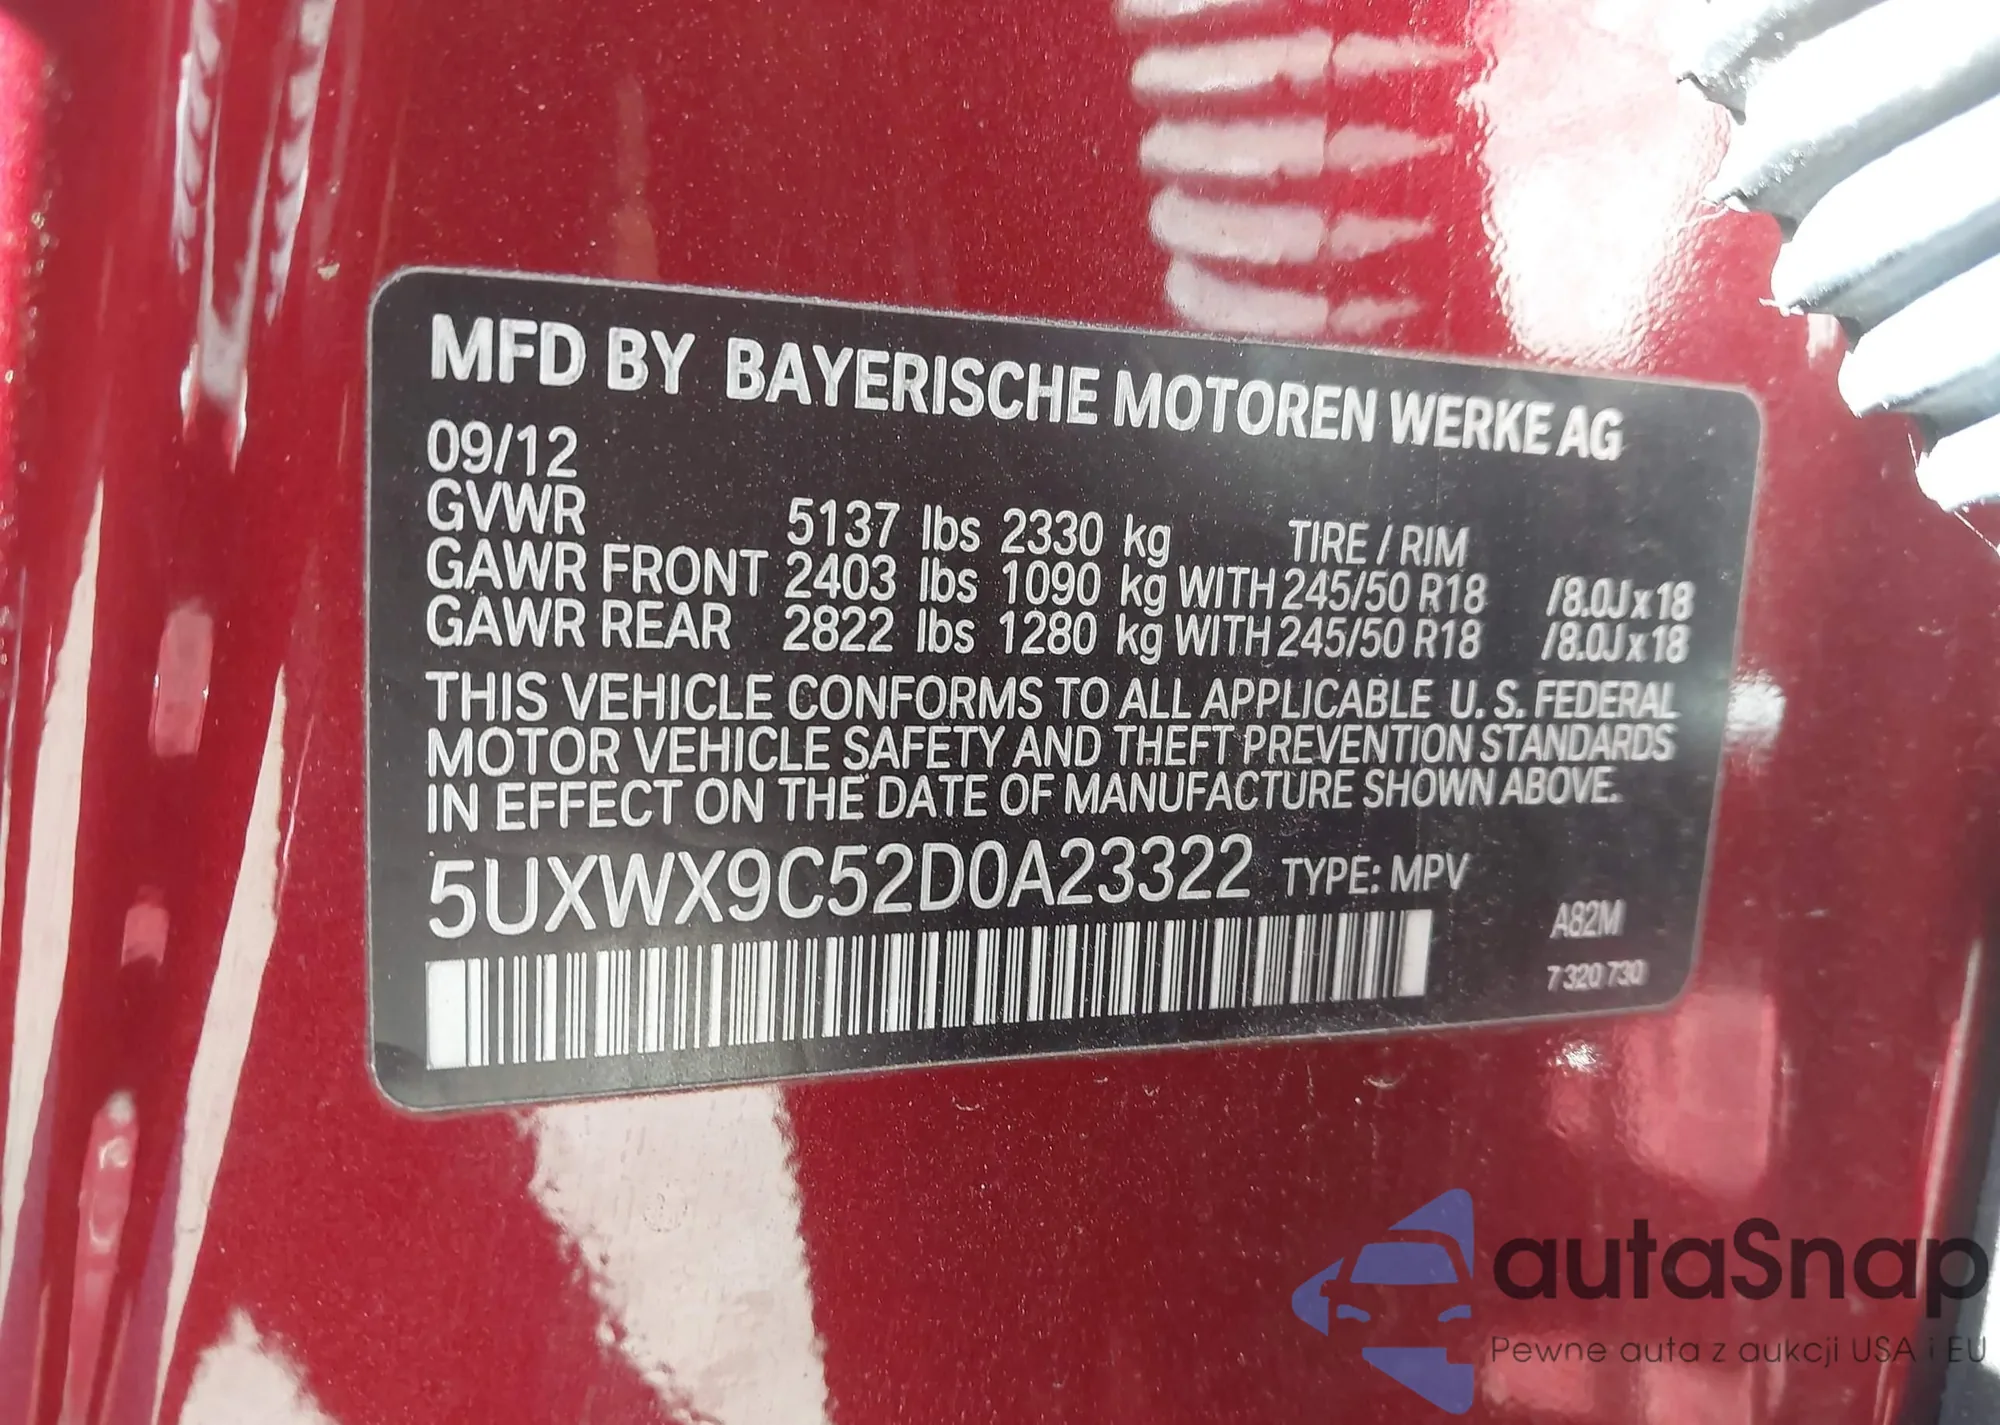 MFD BY BAYERISCHE MOTOREN WERKE AG
09/12
GVWR 5137 lbs 2330 kg TIRE / RIM
GAWR FRONT 2403 lbs 1090 kg WITH 245/50 R18 /8.0J x 18
GAWR REAR 2822 lbs 1280 kg WITH 245/50 R18 /8.0J x 18
THIS VEHICLE CONFORMS TO ALL APPLICABLE U. S. FEDERAL
MOTOR VEHICLE SAFETY AND THEFT PREVENTION STANDARDS
IN EFFECT ON THE DATE OF MANUFACTURE SHOWN ABOVE.
5UXWX9C52D0A23322 TYPE: MPV
A82M
7 320 730
autaSnap
Pewne auta z aukcji USA i EU